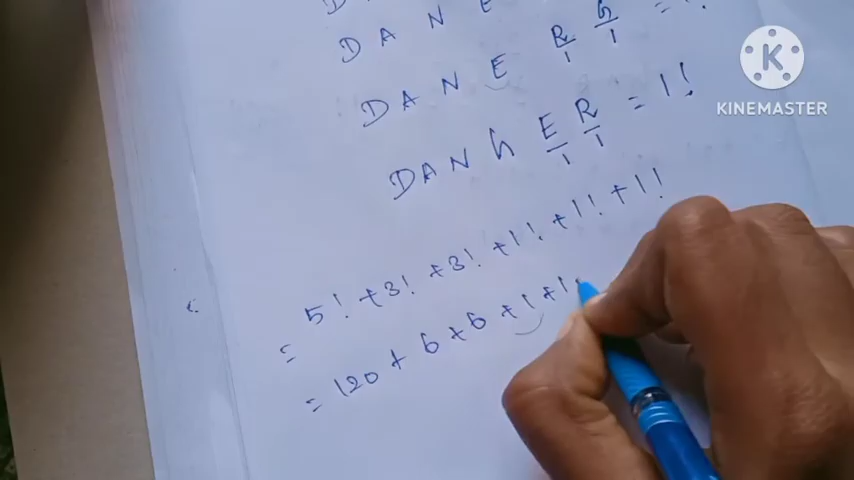 D A N E
D A N E R/1 G/1 = 1!
D A N G E/1 R/1 = 1!
= 5! + 3! + 3! + 1! + 1! + 1!
= 120 + 6 + 6 + 1 + 1
K
KINEMASTER